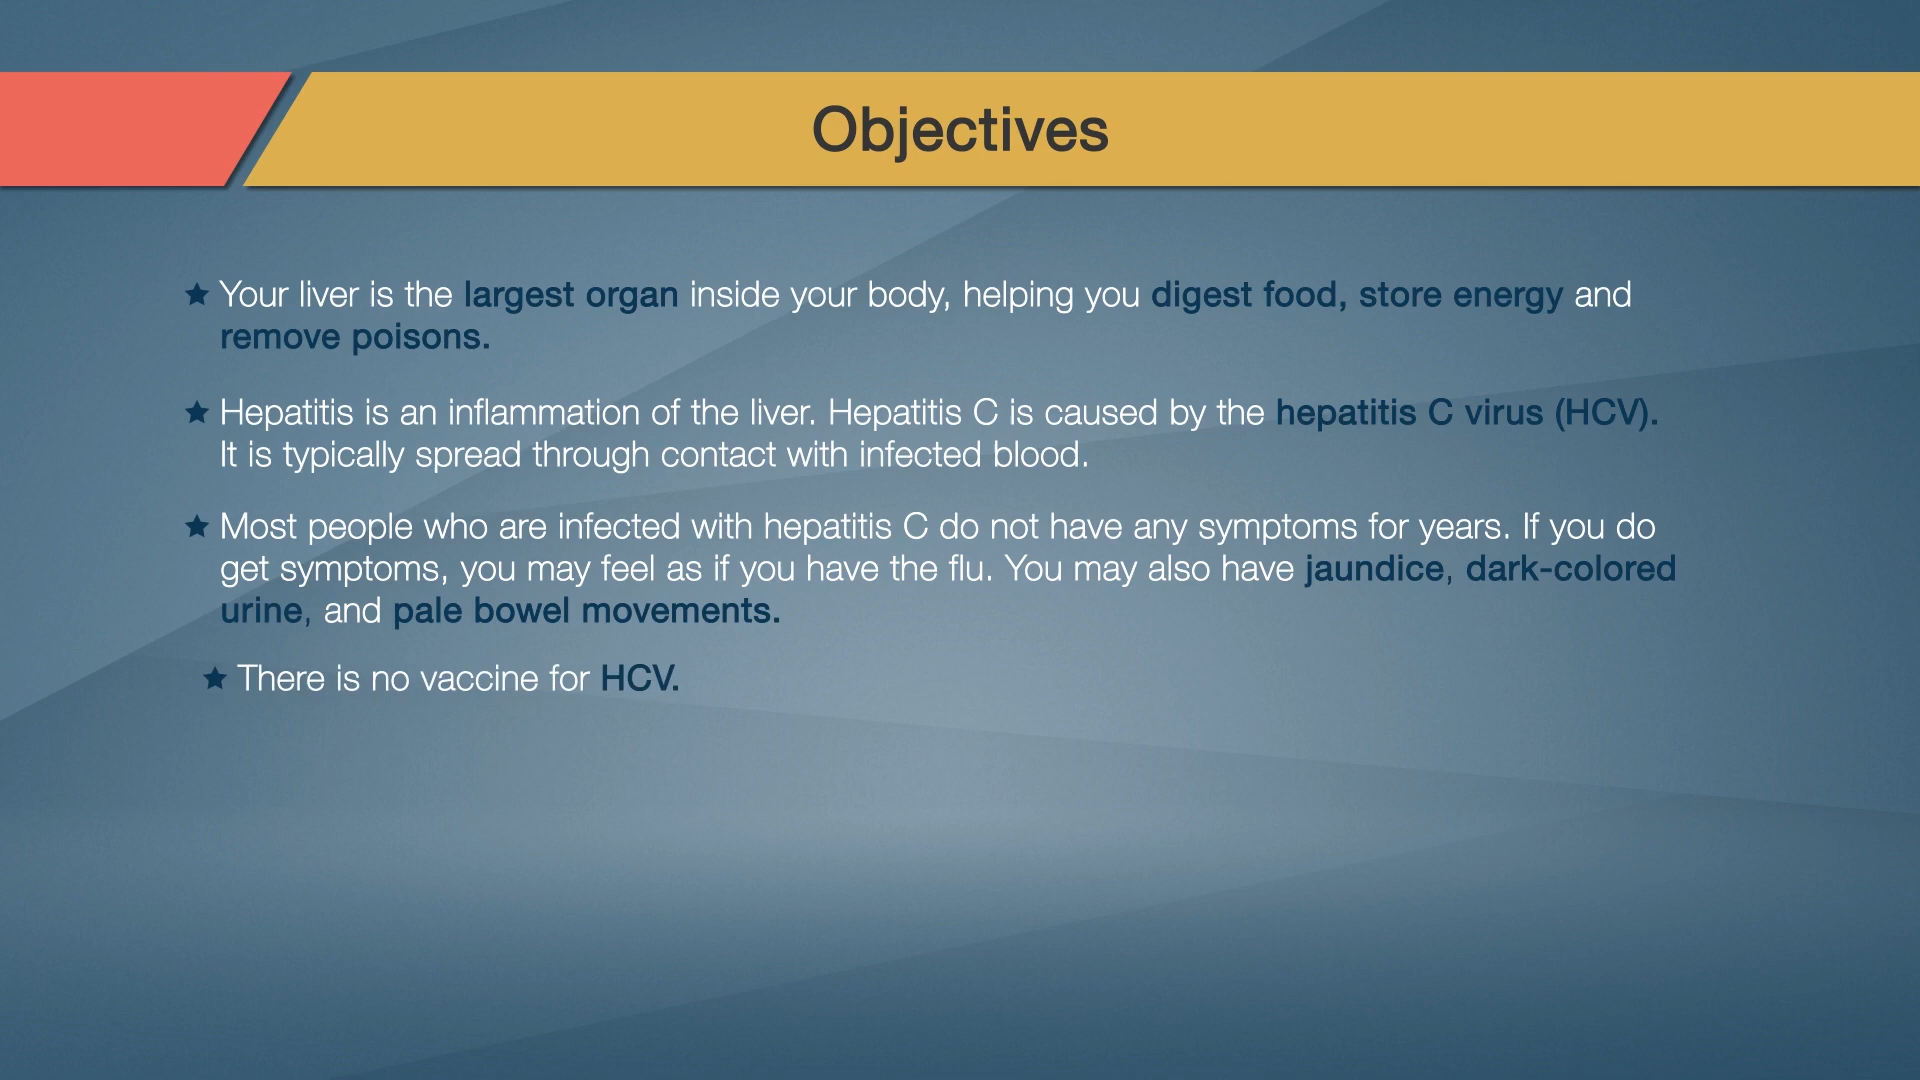 Objectives
Your liver is the largest organ inside your body, helping you digest food, store energy and
remove poisons.
Hepatitis is an inflammation of the liver. Hepatitis C is caused by the hepatitis C virus (HCV).
It is typically spread through contact with infected blood.
Most people who are infected with hepatitis C do not have any symptoms for years. If you do
get symptoms, you may feel as if you have the flu. You may also have jaundice, dark-colored
urine, and pale bowel movements.
There is no vaccine for HCV.